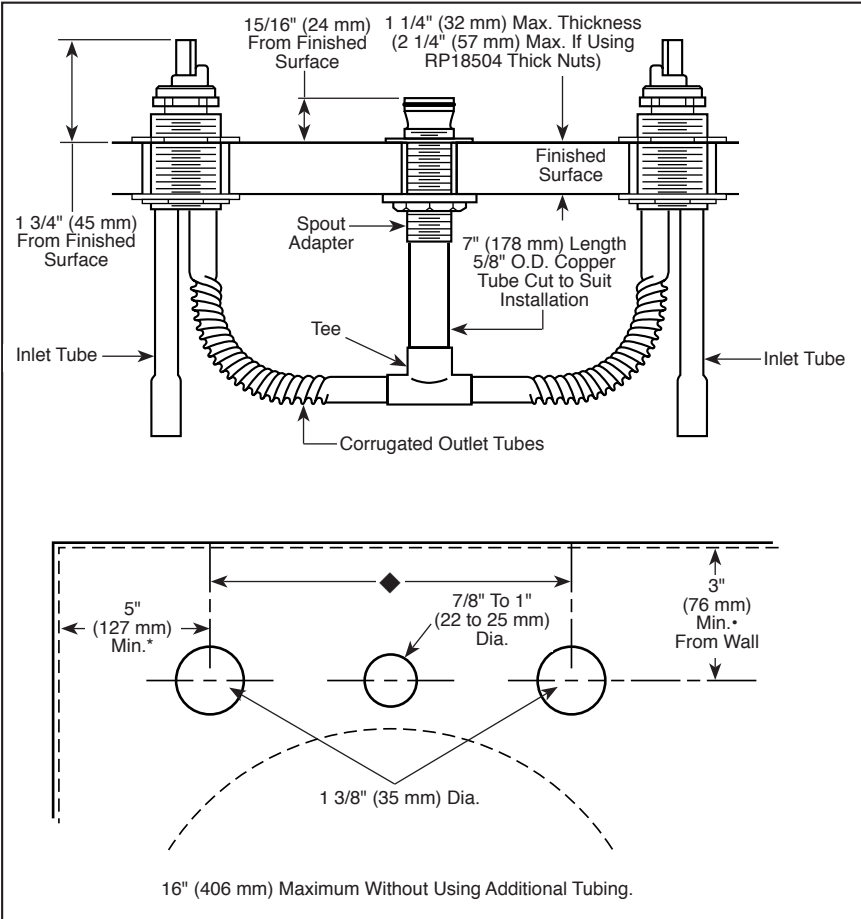 15/16" (24 mm)
From Finished
Surface
1 1/4" (32 mm) Max. Thickness
(2 1/4" (57 mm) Max. If Using
RP18504 Thick Nuts)
Finished
Surface
1 3/4" (45 mm)
From Finished
Surface
Spout
Adapter
7" (178 mm) Length
5/8" O.D. Copper
Tube Cut to Suit
Installation
Tee
Inlet Tube
Inlet Tube
Corrugated Outlet Tubes
5"
(127 mm)
Min.*
7/8" To 1"
(22 to 25 mm)
Dia.
3"
(76 mm)
Min.•
From Wall
1 3/8" (35 mm) Dia.
16" (406 mm) Maximum Without Using Additional Tubing.